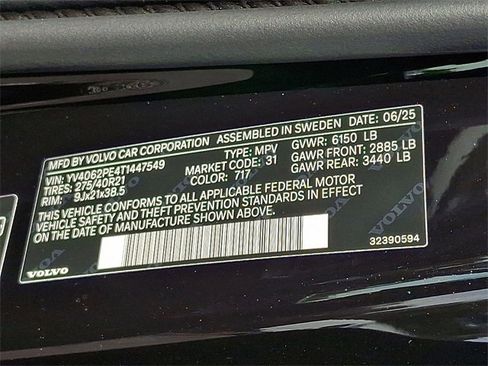 MFD. BY VOLVO CAR CORPORATION ASSEMBLED IN SWEDEN DATE: 06/25
VIN: YV4062PE4T1447549 TYPE: MPV GVWR: 6150 LB
TIRES: 275/40R21 MARKET CODE: 31 GAWR FRONT: 2885 LB
RIM: 9Jx21x38.5 COLOR: 717 GAWR REAR: 3440 LB
THIS VEHICLE CONFORMS TO ALL APPLICABLE FEDERAL MOTOR
VEHICLE SAFETY AND THEFT PREVENTION STANDARDS IN EFFECT ON
THE DATE OF MANUFACTURE SHOWN ABOVE.
32390594
VOLVO